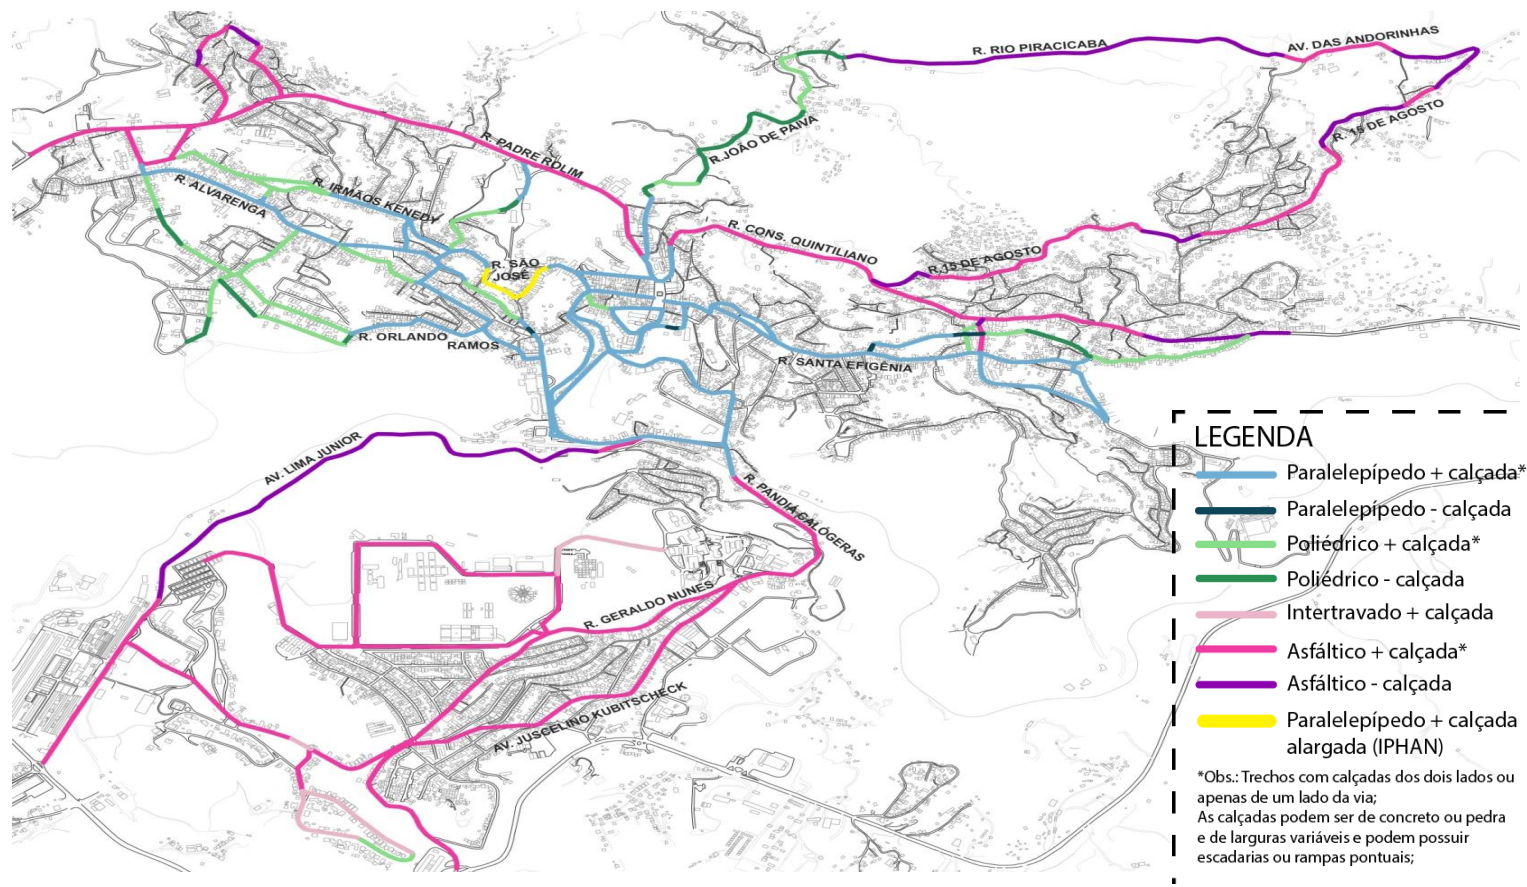 R. RIO PIRACICABA
AV. DAS ANDORINHAS
R. 15 DE AGOSTO
R. PADRE ROLIM
R.JOÃO DE PAIVA
R. ALVARENGA
R. IRMÃOS KENEDY
R. CONS. QUINTILIANO
R. 15 DE AGOSTO
R. SÃO
JOSÉ
R. ORLANDO
RAMOS
R. SANTA EFIGÊNIA
AV. LIMA JUNIOR
R. PANDIÁ CALÓGERAS
R. GERALDO NUNES
AV. JUSCELINO KUBITSCHECK
LEGENDA
Paralelepípedo + calçada*
Paralelepípedo - calçada
Poliédrico + calçada*
Poliédrico - calçada
Intertravado + calçada
Asfáltico + calçada*
Asfáltico - calçada
Paralelepípedo + calçada
alargada (IPHAN)
*Obs.: Trechos com calçadas dos dois lados ou
apenas de um lado da via;
As calçadas podem ser de concreto ou pedra
e de larguras variáveis e podem possuir
escadarias ou rampas pontuais;